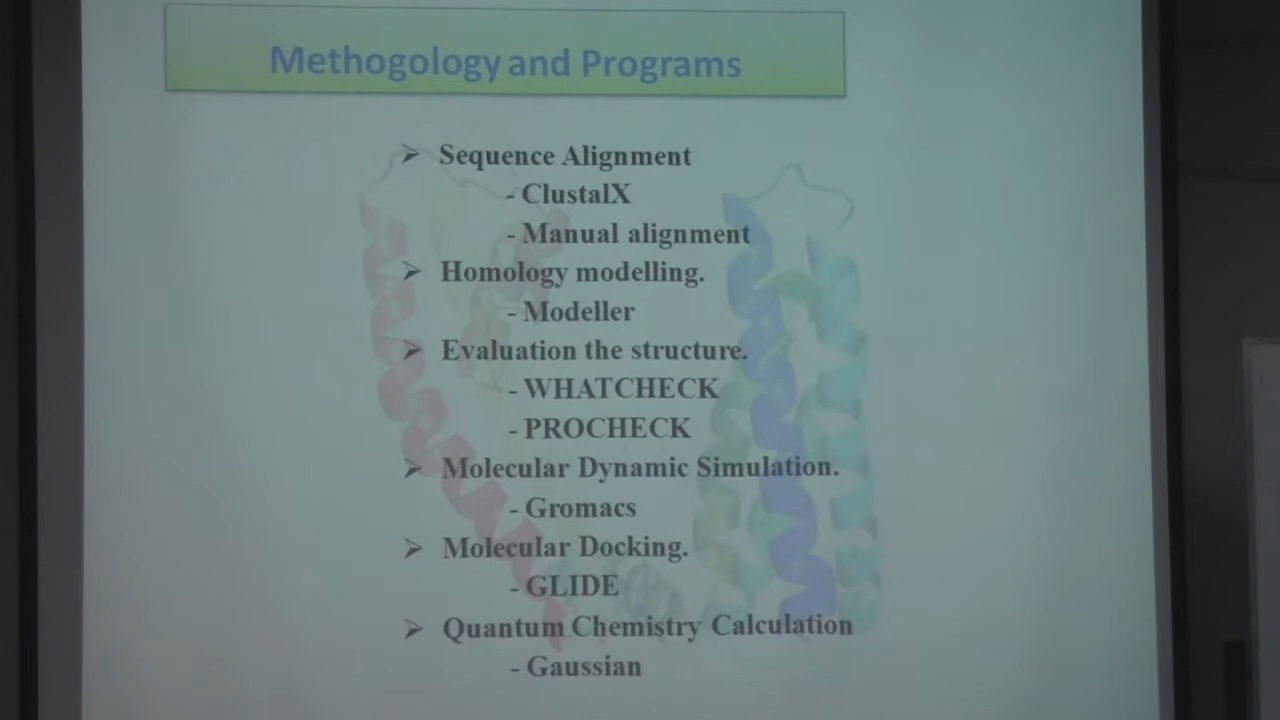 Methogology and Programs
➢ Sequence Alignment
- ClustalX
- Manual alignment
➢ Homology modelling.
- Modeller
➢ Evaluation the structure.
- WHATCHECK
- PROCHECK
➢ Molecular Dynamic Simulation.
- Gromacs
➢ Molecular Docking.
- GLIDE
➢ Quantum Chemistry Calculation
- Gaussian